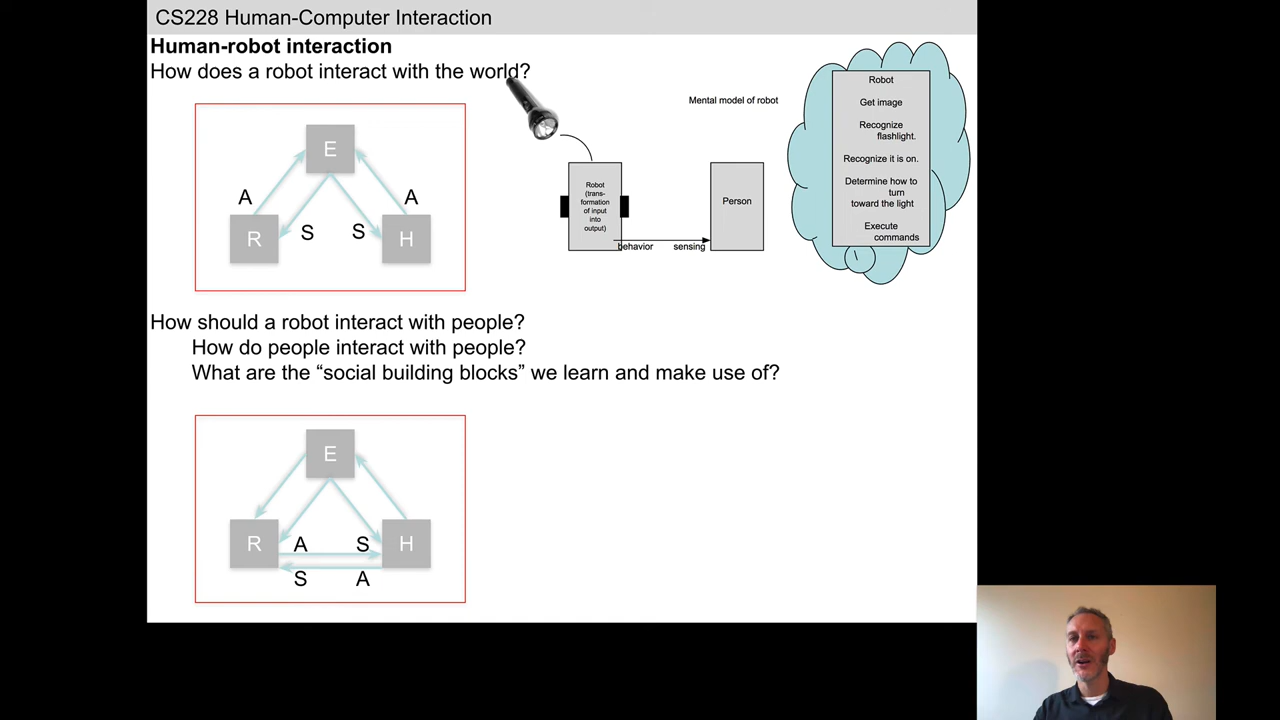 CS228 Human-Computer Interaction
Human-robot interaction
How does a robot interact with the world?
E
A
A
R
S
S
H
Robot
(trans-
formation
of input
into
output)
behavior
sensing
Person
Mental model of robot
Robot
Get image
Recognize
flashlight.
Recognize it is on.
Determine how to
turn
toward the light
Execute
commands
How should a robot interact with people?
How do people interact with people?
What are the “social building blocks” we learn and make use of?
E
R
A
S
H
S
A